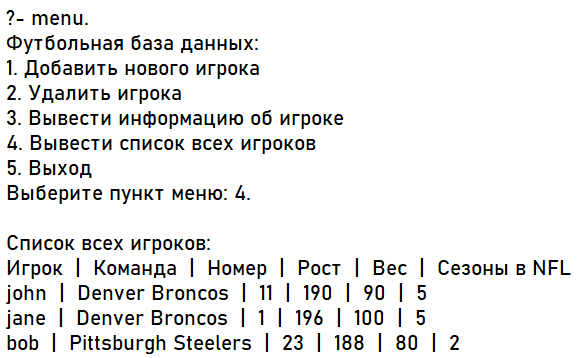 ?- menu.
Футбольная база данных:
1. Добавить нового игрока
2. Удалить игрока
3. Вывести информацию об игроке
4. Вывести список всех игроков
5. Выход
Выберите пункт меню: 4.
Список всех игроков:
Игрок | Команда | Номер | Рост | Вес | Сезоны в NFL
john | Denver Broncos | 11 | 190 | 90 | 5
jane | Denver Broncos | 1 | 196 | 100 | 5
bob | Pittsburgh Steelers | 23 | 188 | 80 | 2